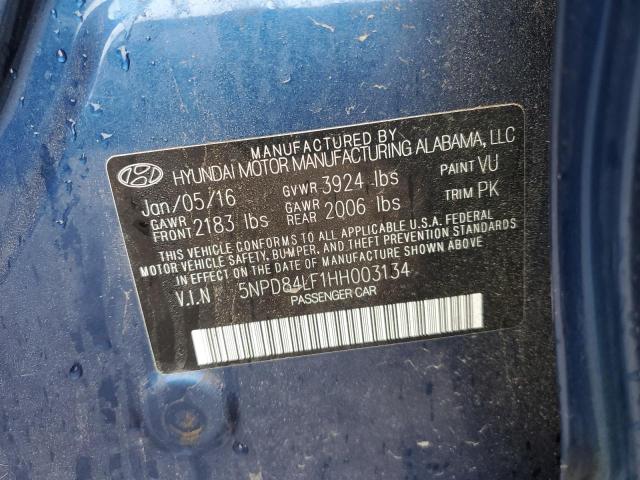 MANUFACTURED BY
HYUNDAI MOTOR MANUFACTURING ALABAMA, LLC
Jan/05/16 GVWR 3924 lbs PAINT VU
GAWR FRONT 2183 lbs GAWR REAR 2006 lbs TRIM PK
THIS VEHICLE CONFORMS TO ALL APPLICABLE U.S.A. FEDERAL
MOTOR VEHICLE SAFETY, BUMPER, AND THEFT PREVENTION STANDARDS
IN EFFECT ON THE DATE OF MANUFACTURE SHOWN ABOVE.
V.I.N 5NPD84LF1HH003134
PASSENGER CAR